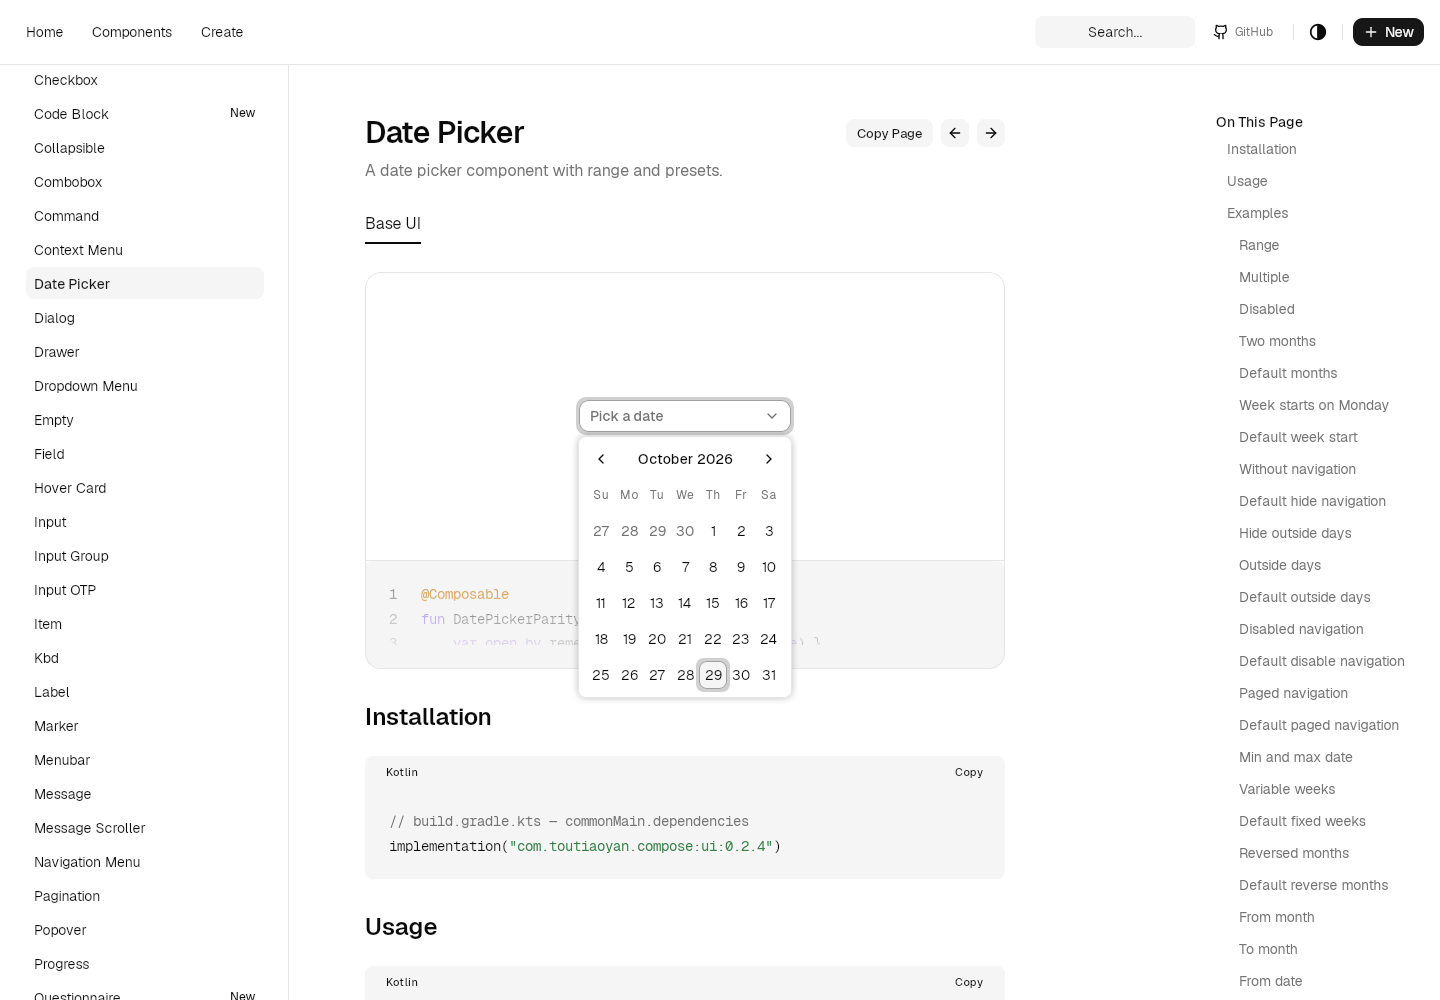 Home Components Create Search... GitHub New
Checkbox
Code Block New
Collapsible
Combobox
Command
Context Menu
Date Picker
Dialog
Drawer
Dropdown Menu
Empty
Field
Hover Card
Input
Input Group
Input OTP
Item
Kbd
Label
Marker
Menubar
Message
Message Scroller
Navigation Menu
Pagination
Popover
Progress
Questionnaire New
Date Picker
Copy Page
A date picker component with range and presets.
Base UI
Pick a date
October 2026
Su Mo Tu We Th Fr Sa
27 28 29 30 1 2 3
4 5 6 7 8 9 10
11 12 13 14 15 16 17
18 19 20 21 22 23 24
25 26 27 28 29 30 31
1 @Composable
2 fun DatePickerParity
3 var open by reme ) }
Installation
Kotlin Copy
// build.gradle.kts — commonMain.dependencies
implementation("com.toutiaoyan.compose:ui:0.2.4")
Usage
Kotlin Copy
On This Page
Installation
Usage
Examples
Range
Multiple
Disabled
Two months
Default months
Week starts on Monday
Default week start
Without navigation
Default hide navigation
Hide outside days
Outside days
Default outside days
Disabled navigation
Default disable navigation
Paged navigation
Default paged navigation
Min and max date
Variable weeks
Default fixed weeks
Reversed months
Default reverse months
From month
To month
From date